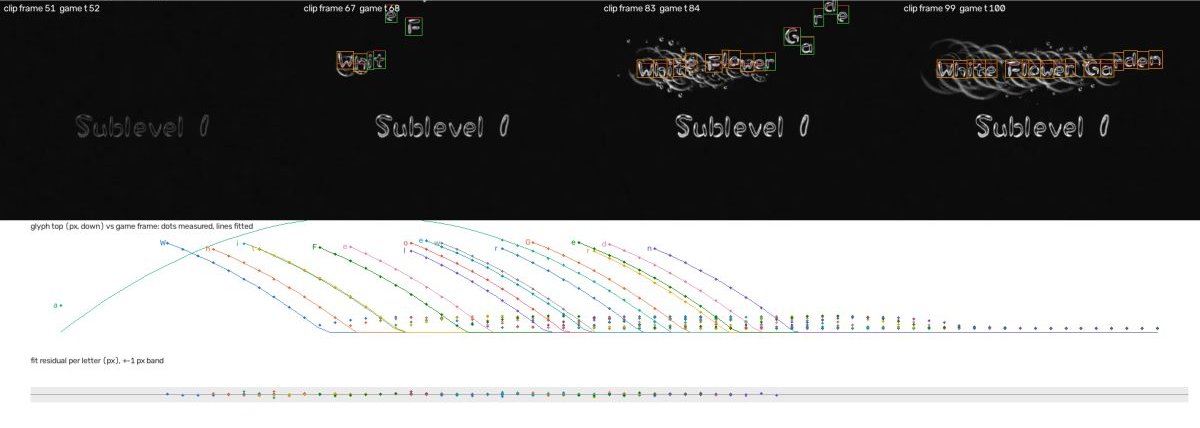 clip frame 51 game t 52
clip frame 67 game t 68
clip frame 83 game t 84
clip frame 99 game t 100
e F
Whit
Ga r d e
White Flower
White Flower Garden
Sublevel 1
Sublevel 1
Sublevel 1
Sublevel 1
glyph top (px, down) vs game frame: dots measured, lines fitted
W h i t F e o l e w r G e r d n
a
fit residual per letter (px), +-1 px band